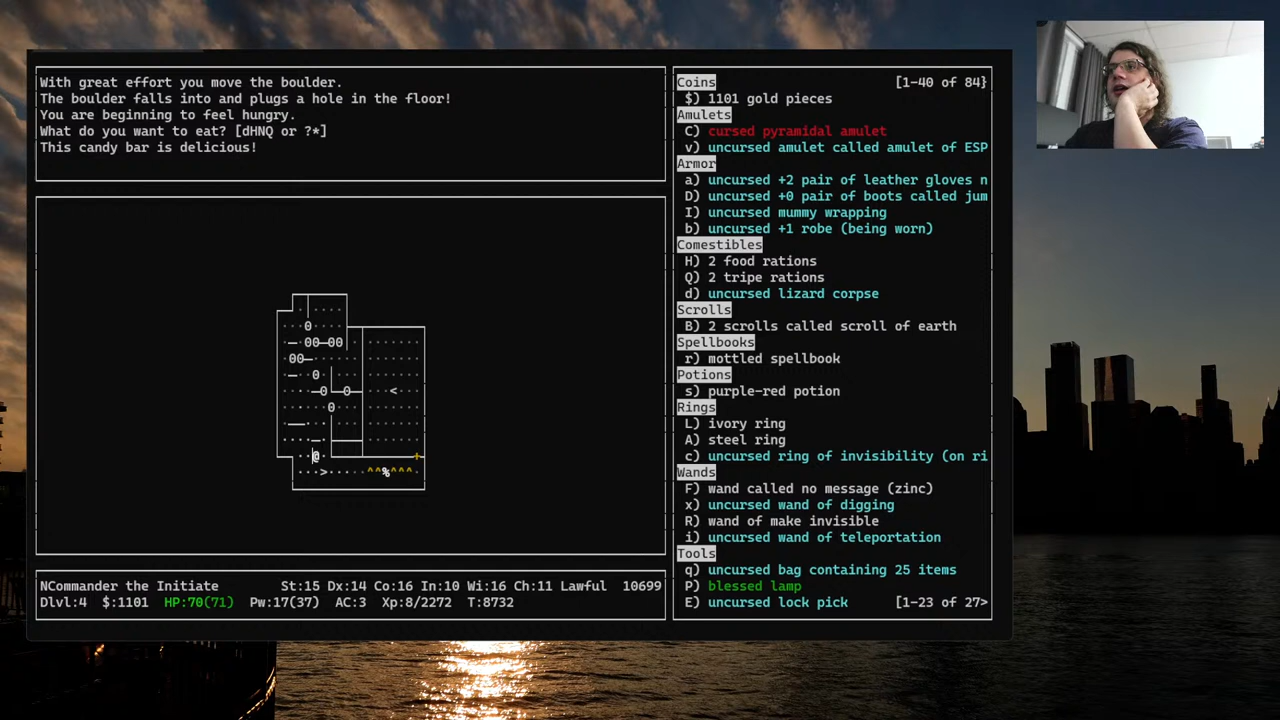 With great effort you move the boulder.
The boulder falls into and plugs a hole in the floor!
You are beginning to feel hungry.
What do you want to eat? [dHNQ or ?*]
This candy bar is delicious!
0
00 00
00
0
0 0 <
0
@ +
> ^^%^^^
NCommander the Initiate St:15 Dx:14 Co:16 In:10 Wi:16 Ch:11 Lawful 10699
Dlvl:4 $:1101 HP:70(71) Pw:17(37) AC:3 Xp:8/2272 T:8732
Coins [1-40 of 84}
$) 1101 gold pieces
Amulets
C) cursed pyramidal amulet
v) uncursed amulet called amulet of ESP
Armor
a) uncursed +2 pair of leather gloves n
D) uncursed +0 pair of boots called jum
I) uncursed mummy wrapping
b) uncursed +1 robe (being worn)
Comestibles
H) 2 food rations
Q) 2 tripe rations
d) uncursed lizard corpse
Scrolls
B) 2 scrolls called scroll of earth
Spellbooks
r) mottled spellbook
Potions
s) purple-red potion
Rings
L) ivory ring
A) steel ring
c) uncursed ring of invisibility (on ri
Wands
F) wand called no message (zinc)
x) uncursed wand of digging
R) wand of make invisible
i) uncursed wand of teleportation
Tools
q) uncursed bag containing 25 items
P) blessed lamp
E) uncursed lock pick [1-23 of 27>